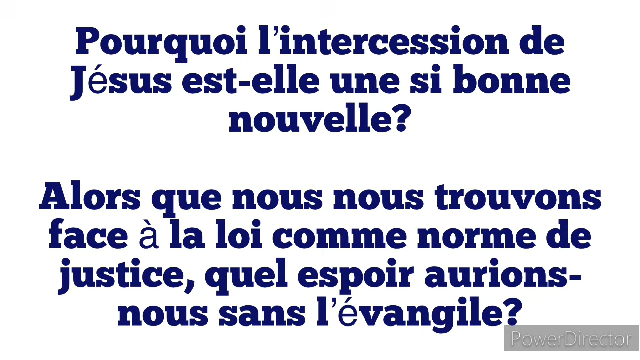 Pourquoi l'intercession de
Jésus est-elle une si bonne
nouvelle?
Alors que nous nous trouvons
face à la loi comme norme de
justice, quel espoir aurions-
nous sans l'évangile?
PowerDirector